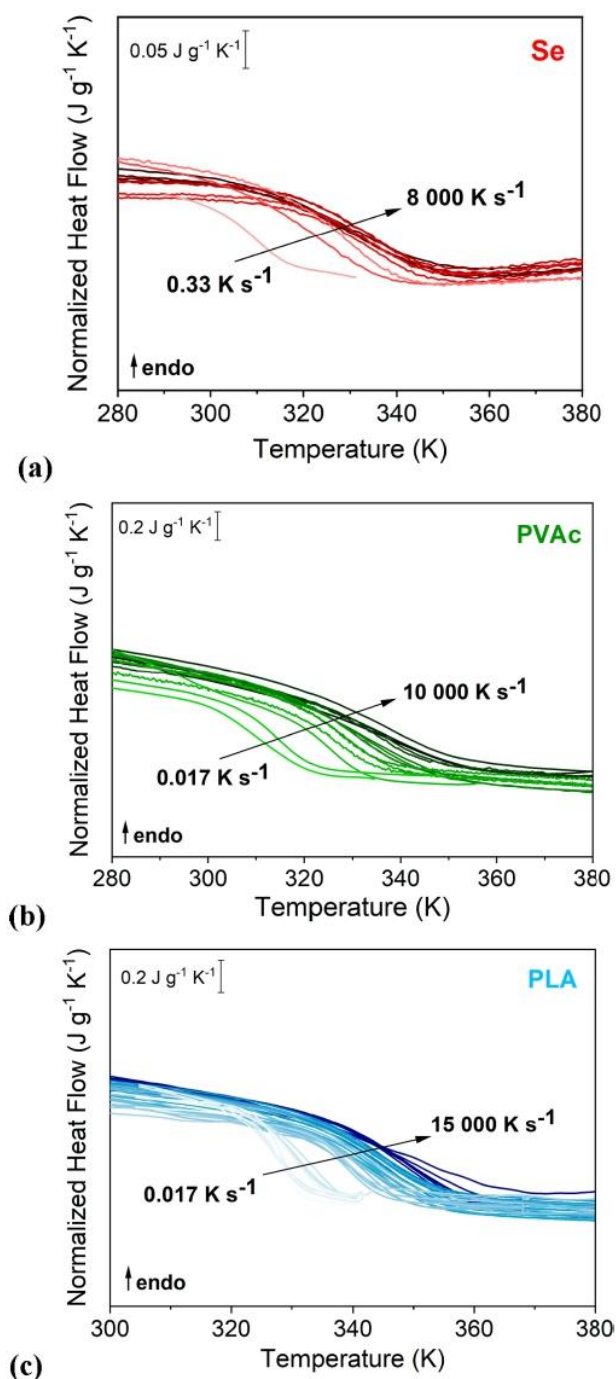 0.05 J g⁻¹ K⁻¹
Se
Normalized Heat Flow (J g⁻¹ K⁻¹)
8 000 K s⁻¹
0.33 K s⁻¹
endo
280 300 320 340 360 380
Temperature (K)
(a)
0.2 J g⁻¹ K⁻¹
PVAc
Normalized Heat Flow (J g⁻¹ K⁻¹)
10 000 K s⁻¹
0.017 K s⁻¹
endo
280 300 320 340 360 380
Temperature (K)
(b)
0.2 J g⁻¹ K⁻¹
PLA
Normalized Heat Flow (J g⁻¹ K⁻¹)
15 000 K s⁻¹
0.017 K s⁻¹
endo
300 320 340 360 380
Temperature (K)
(c)